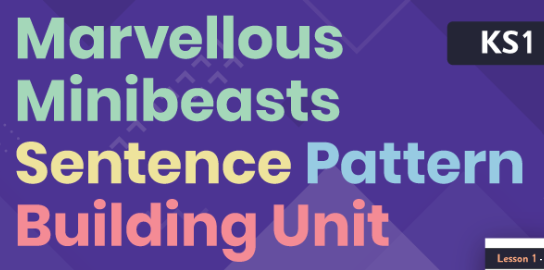 Marvellous
KS1
Minibeasts
Sentence Pattern
Building Unit
Lesson 1 -